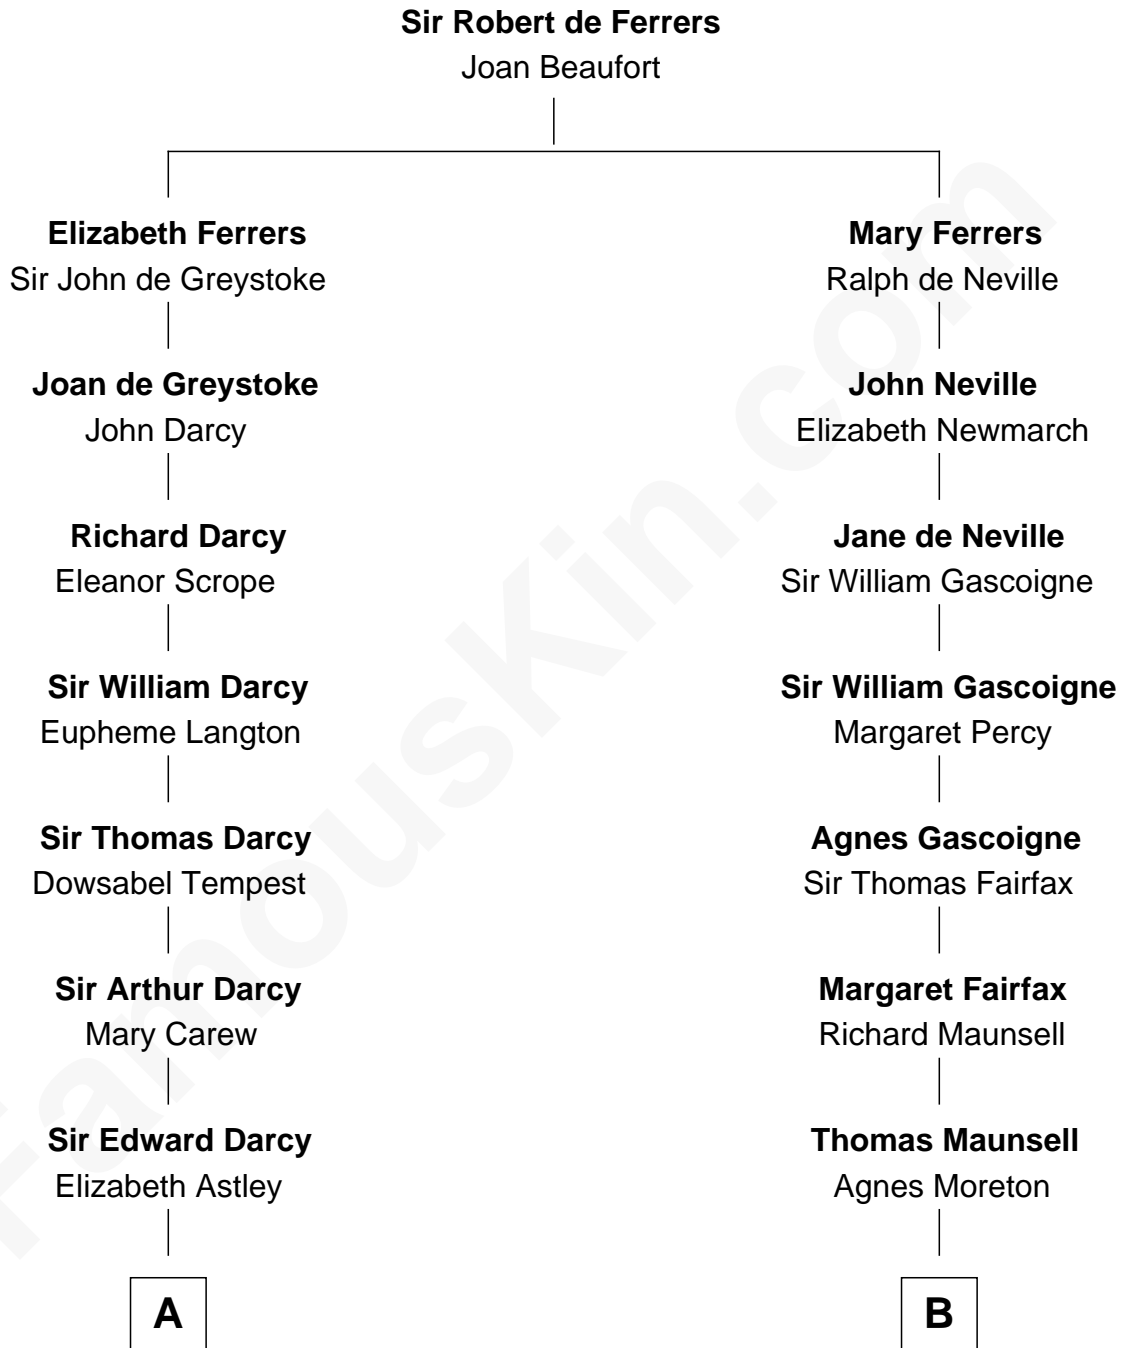 Sir Robert de Ferrers
Joan Beaufort
Elizabeth Ferrers
Sir John de Greystoke
Mary Ferrers
Ralph de Neville
Joan de Greystoke
John Darcy
John Neville
Elizabeth Newmarch
Richard Darcy
Eleanor Scrope
Jane de Neville
Sir William Gascoigne
Sir William Darcy
Eupheme Langton
Sir William Gascoigne
Margaret Percy
Sir Thomas Darcy
Dowsabel Tempest
Agnes Gascoigne
Sir Thomas Fairfax
Sir Arthur Darcy
Mary Carew
Margaret Fairfax
Richard Maunsell
Sir Edward Darcy
Elizabeth Astley
Thomas Maunsell
Agnes Moreton
A
B
FamousKin.com